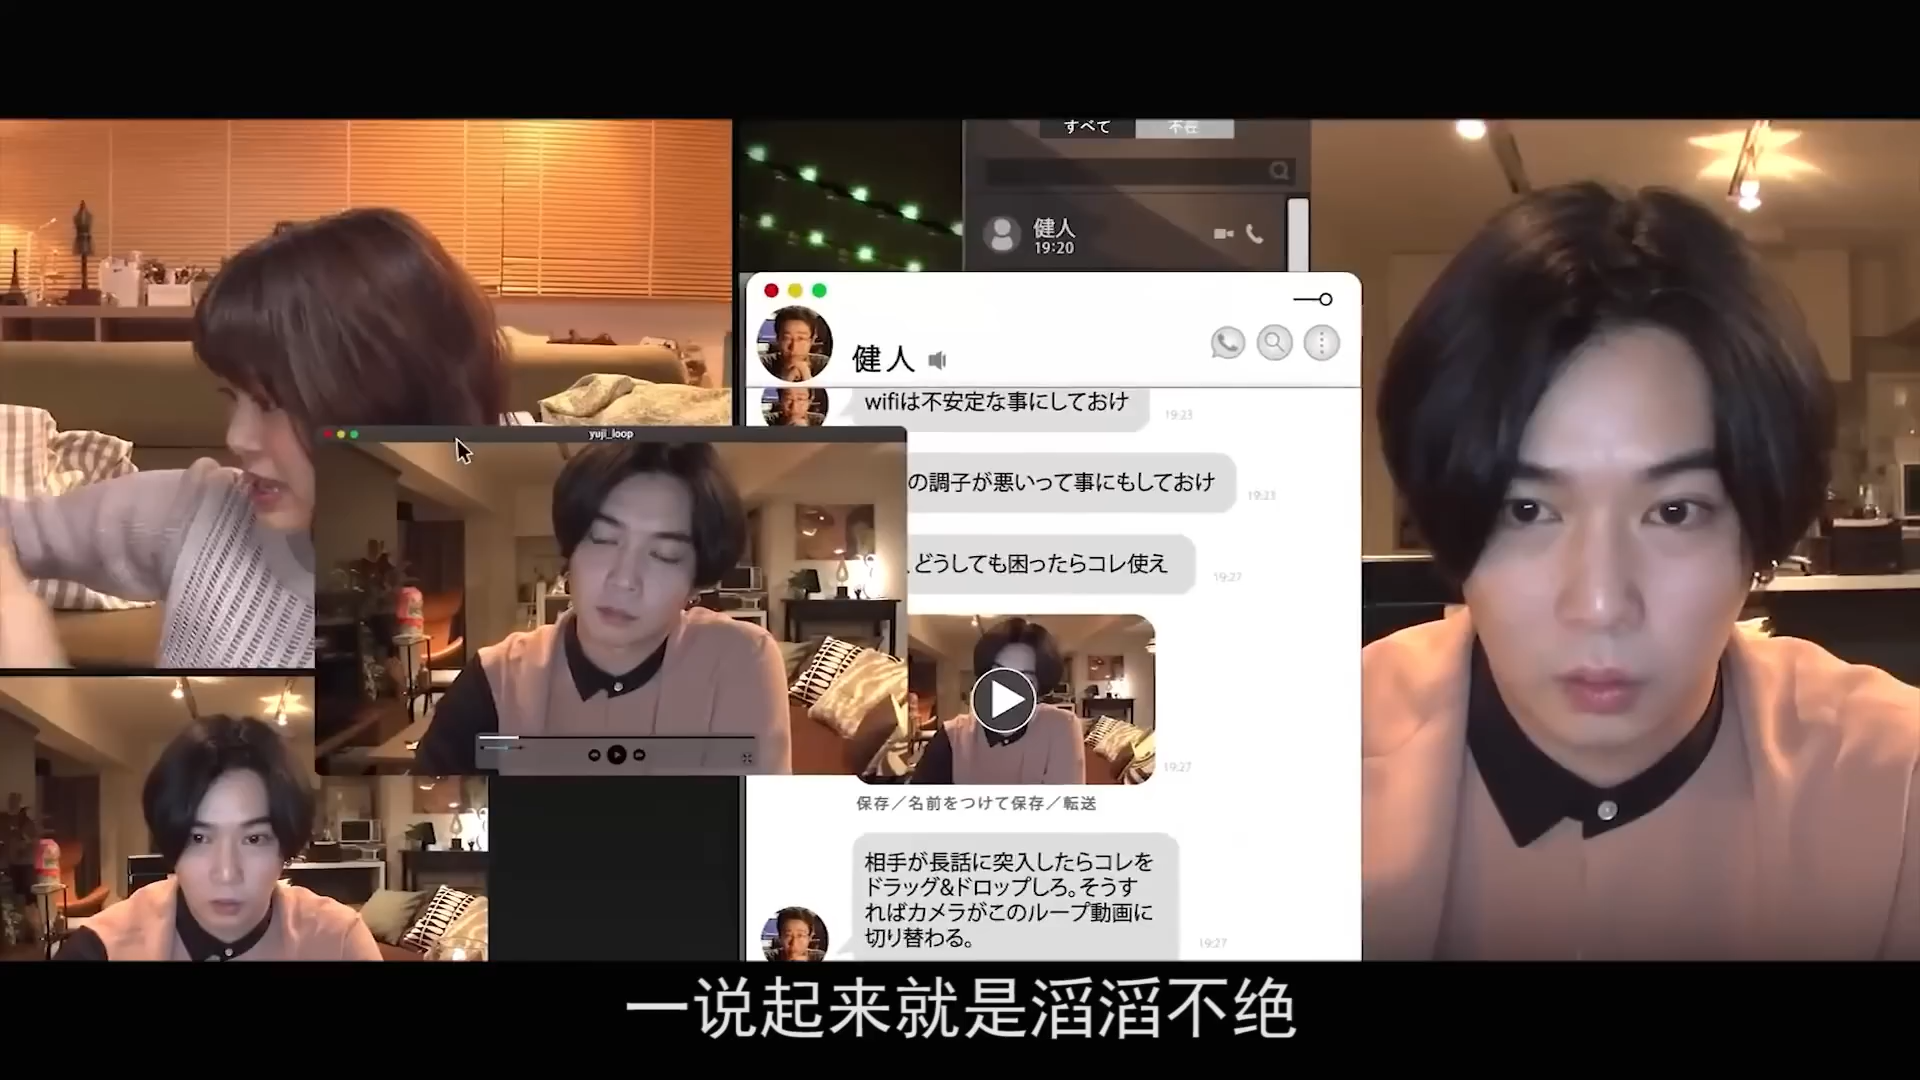 すべて
不在
健人
19:20
健人
wifiは不安定な事にしておけ
19:23
yuji_loop
の調子が悪いって事にもしておけ
19:23
どうしても困ったらコレ使え
19:27
19:27
保存／名前をつけて保存／転送
相手が長話に突入したらコレを
ドラッグ&ドロップしろ。そうす
ればカメラがこのループ動画に
切り替わる。
19:27
一说起来就是滔滔不绝